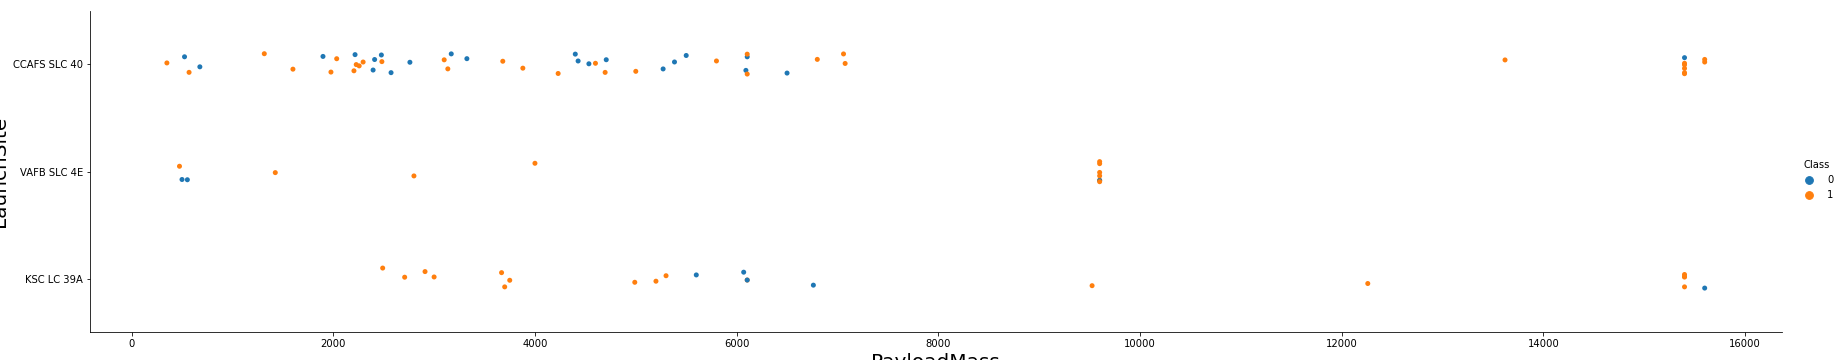 CCAFS SLC 40
VAFB SLC 4E
KSC LC 39A
LaunchSite
0 2000 4000 6000 8000 10000 12000 14000 16000
PayloadMass
Class
0
1